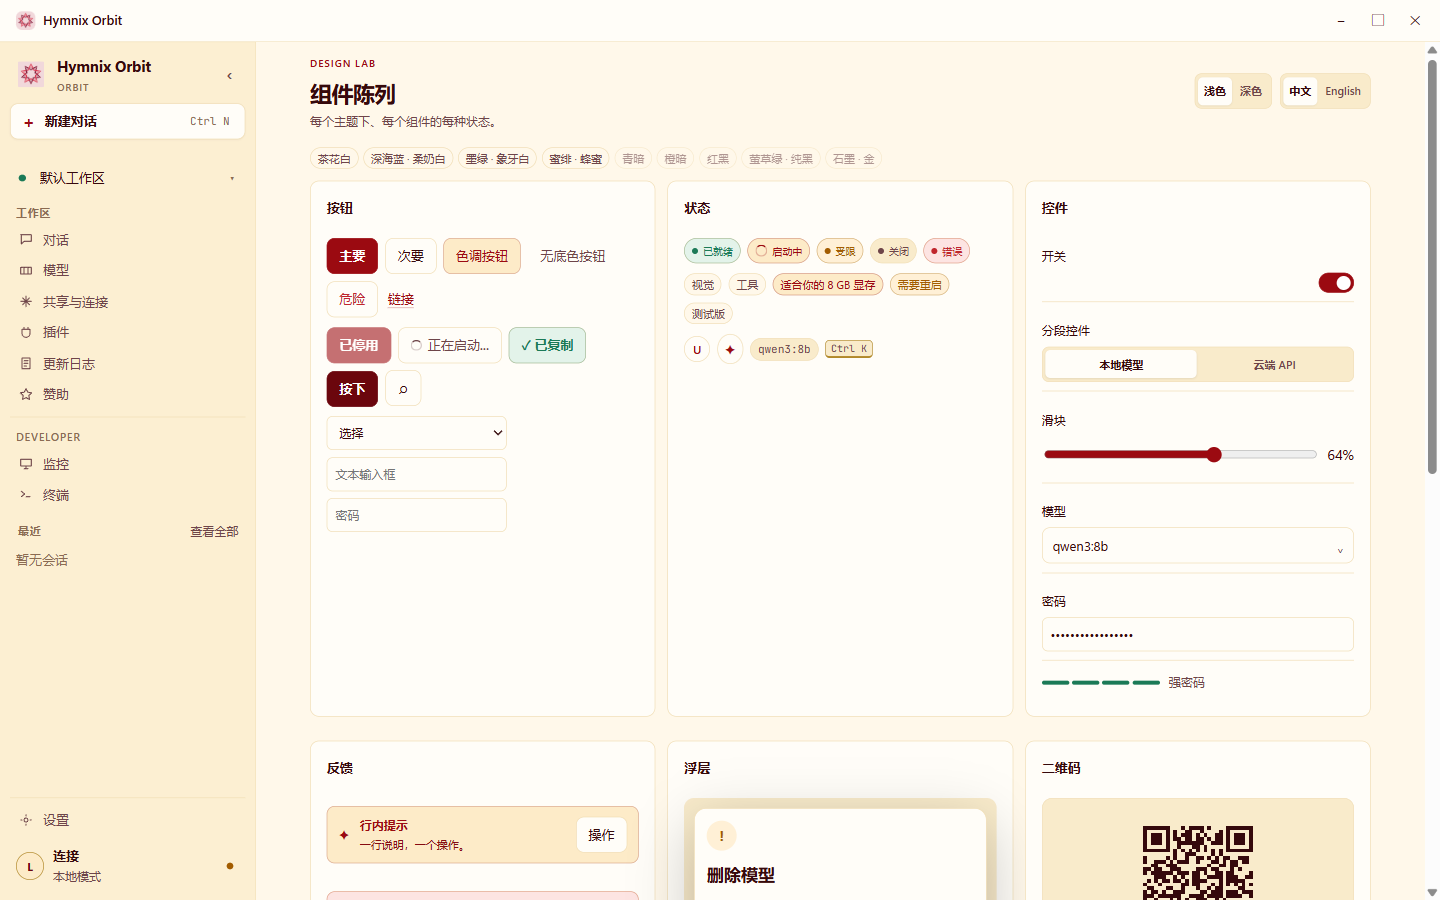 Hymnix Orbit
Hymnix Orbit
ORBIT
新建对话 Ctrl N
默认工作区
工作区
对话
模型
共享与连接
插件
更新日志
赞助
DEVELOPER
监控
终端
最近 查看全部
暂无会话
设置
L
连接
本地模式
DESIGN LAB
组件陈列
每个主题下、每个组件的每种状态。
浅色 深色 中文 English
茶花白 深海蓝 · 柔奶白 墨绿 · 象牙白 蜜绯 · 蜂蜜 青暗 橙暗 红黑 萤草绿 · 纯黑 石墨 · 金
按钮
主要 次要 色调按钮 无底色按钮
危险 链接
已停用 正在启动... ✓ 已复制
按下
选择
文本输入框
密码
状态
已就绪 启动中 受限 关闭 错误
视觉 工具 适合你的 8 GB 显存 需要重启
测试版
U qwen3:8b Ctrl K
控件
开关
分段控件
本地模型 云端 API
滑块
64%
模型
qwen3:8b
密码
•••••••••••••••••
强密码
反馈
行内提示
一行说明，一个操作。
操作
浮层
!
删除模型
二维码